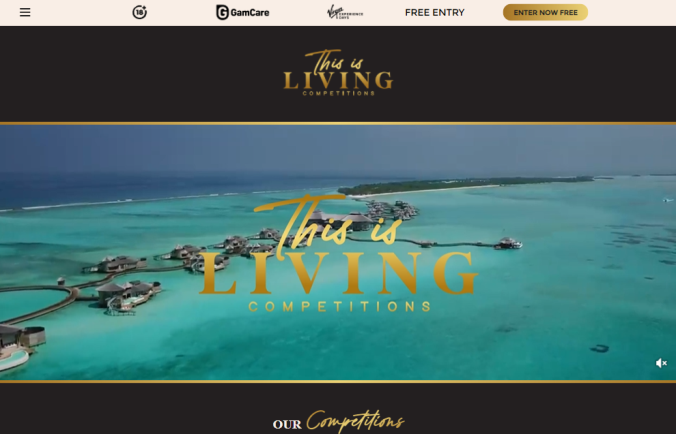 18+
GamCare
Virgin EXPERIENCE DAYS
FREE ENTRY
ENTER NOW FREE
This is
LIVING
COMPETITIONS
This is
LIVING
COMPETITIONS
OUR Competitions